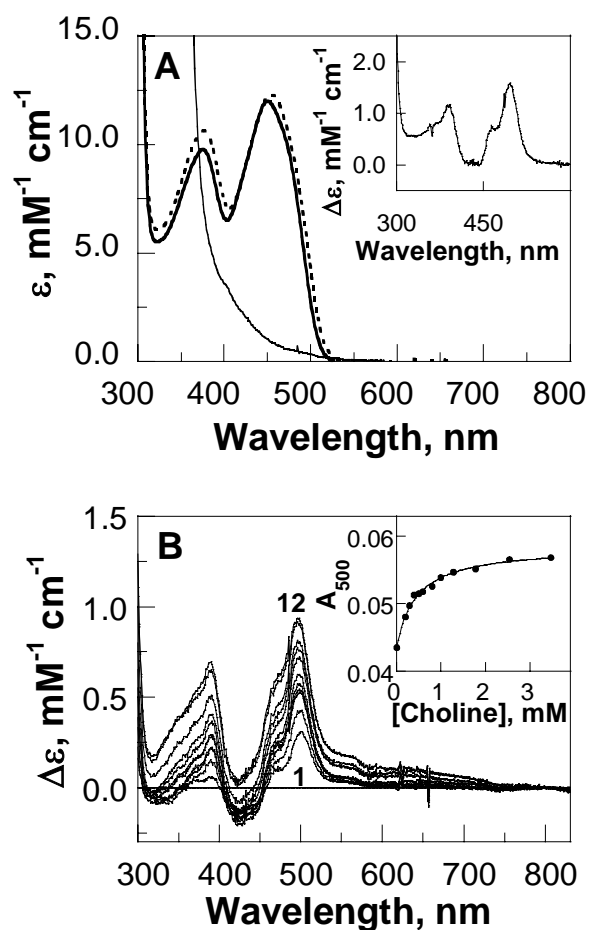 A
15.0
10.0
5.0
0.0
ε, mM-1 cm-1
300 400 500 600 700 800
Wavelength, nm
2.0
1.0
0.0
Δε, mM-1 cm-1
300 450
Wavelength, nm
B
1.5
1.0
0.5
0.0
Δε, mM-1 cm-1
12
1
300 400 500 600 700 800
Wavelength, nm
0.06
0.05
0.04
A500
0 1 2 3
[Choline], mM